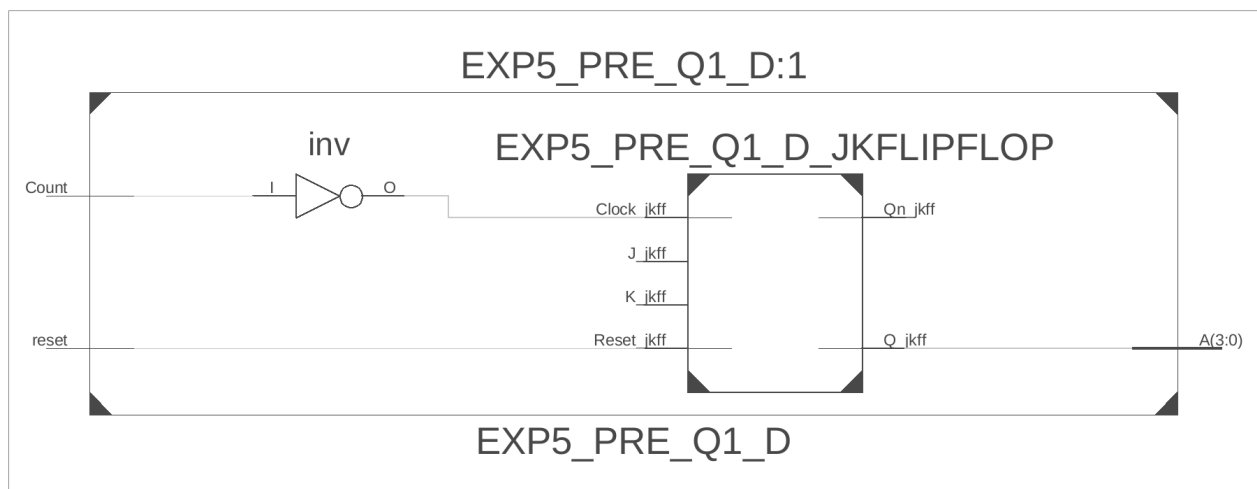 EXP5_PRE_Q1_D:1
inv
EXP5_PRE_Q1_D_JKFLIPFLOP
Count
I
O
Clock_jkff
Qn_jkff
J_jkff
K_jkff
reset
Reset_jkff
Q_jkff
A(3:0)
EXP5_PRE_Q1_D